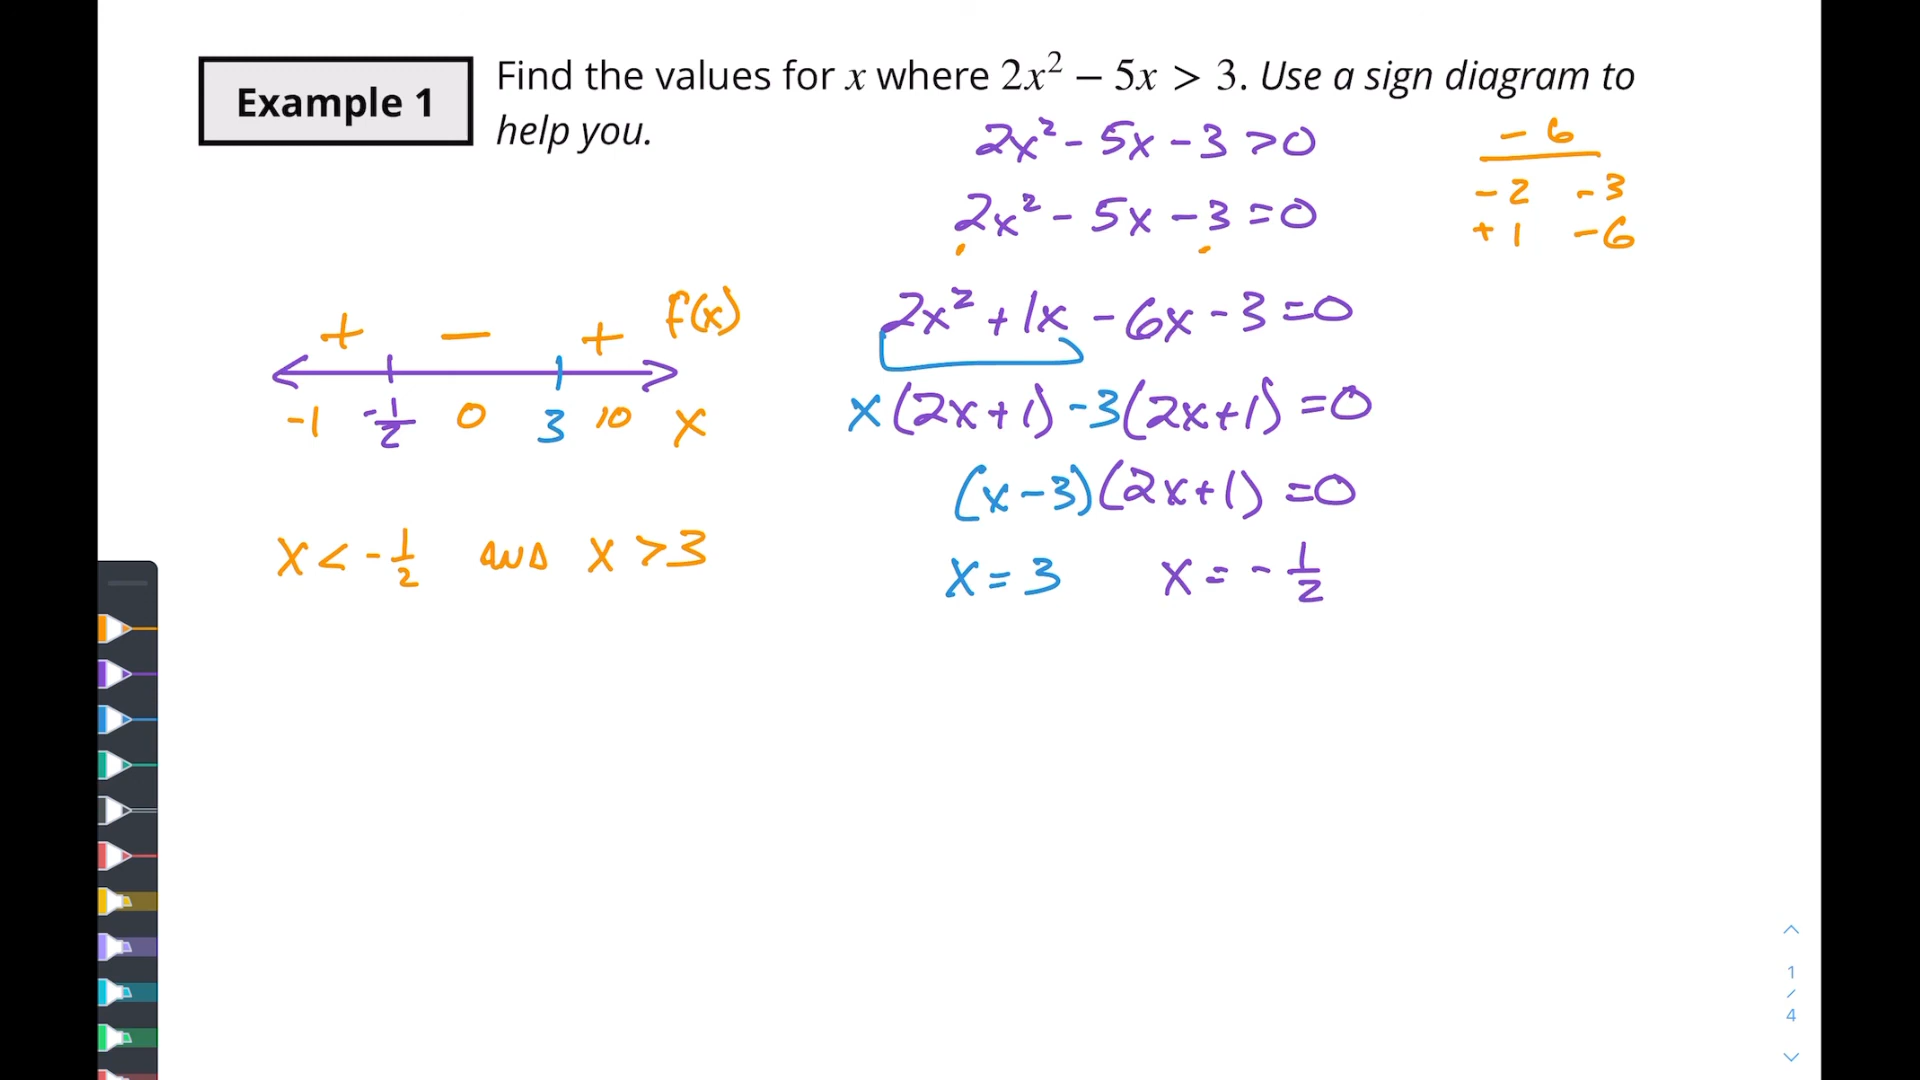 Example 1
Find the values for x where 2x² − 5x > 3. Use a sign diagram to
help you.
2x² - 5x - 3 > 0
2x² - 5x - 3 = 0
- 6
- 2 - 3
+ 1 - 6
2x² + 1x - 6x - 3 = 0
x(2x+1) - 3(2x+1) = 0
(x - 3)(2x+1) = 0
x = 3 x = - 1/2
+ − + f(x)
-1 -1/2 0 3 10 x
x < - 1/2 AND x > 3
1
/
4